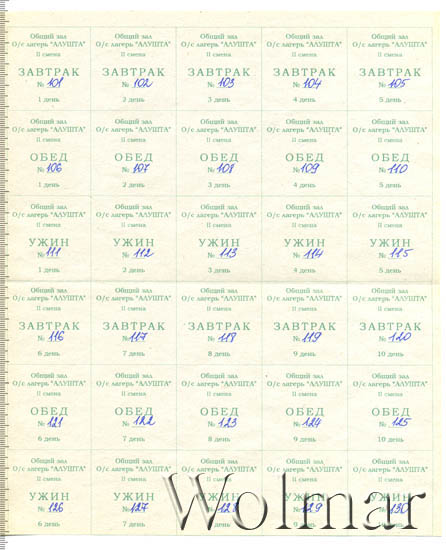 Общий зал Общий зал Общий зал Общий зал Общий зал
О/с лагерь "АЛУШТА" О/с лагерь "АЛУШТА" О/с лагерь "АЛУШТА" О/с лагерь "АЛУШТА" О/с лагерь "АЛУШТА"
II смена II смена II смена II смена II смена
ЗАВТРАК ЗАВТРАК ЗАВТРАК ЗАВТРАК ЗАВТРАК
№ 101 № 102 № 103 № 104 № 105
1 день 2 день 3 день 4 день 5 день
Общий зал Общий зал Общий зал Общий зал Общий зал
О/с лагерь "АЛУШТА" О/с лагерь "АЛУШТА" О/с лагерь "АЛУШТА" О/с лагерь "АЛУШТА" О/с лагерь "АЛУШТА"
II смена II смена II смена II смена II смена
ОБЕД ОБЕД ОБЕД ОБЕД ОБЕД
№ 106 № 107 № 108 № 109 № 110
1 день 2 день 3 день 4 день 5 день
Общий зал Общий зал Общий зал Общий зал Общий зал
О/с лагерь "АЛУШТА" О/с лагерь "АЛУШТА" О/с лагерь "АЛУШТА" О/с лагерь "АЛУШТА" О/с лагерь "АЛУШТА"
II смена II смена II смена II смена II смена
УЖИН УЖИН УЖИН УЖИН УЖИН
№ 111 № 112 № 113 № 114 № 115
1 день 2 день 3 день 4 день 5 день
Общий зал Общий зал Общий зал Общий зал Общий зал
О/с лагерь "АЛУШТА" О/с лагерь "АЛУШТА" О/с лагерь "АЛУШТА" О/с лагерь "АЛУШТА" О/с лагерь "АЛУШТА"
II смена II смена II смена II смена II смена
ЗАВТРАК ЗАВТРАК ЗАВТРАК ЗАВТРАК ЗАВТРАК
№ 116 № 117 № 118 № 119 № 120
6 день 7 день 8 день 9 день 10 день
Общий зал Общий зал Общий зал Общий зал Общий зал
О/с лагерь "АЛУШТА" О/с лагерь "АЛУШТА" О/с лагерь "АЛУШТА" О/с лагерь "АЛУШТА" О/с лагерь "АЛУШТА"
II смена II смена II смена II смена II смена
ОБЕД ОБЕД ОБЕД ОБЕД ОБЕД
№ 121 № 122 № 123 № 124 № 125
6 день 7 день 8 день 9 день 10 день
Общий зал Общий зал Общий зал Общий зал Общий зал
О/с лагерь "АЛУШТА" О/с лагерь "АЛУШТА" О/с лагерь "АЛУШТА" О/с лагерь "АЛУШТА" О/с лагерь "АЛУШТА"
II смена II смена II смена II смена II смена
УЖИН УЖИН УЖИН УЖИН УЖИН
№ 126 № 127 № 128 № 129 № 130
6 день 7 день
Wolmar